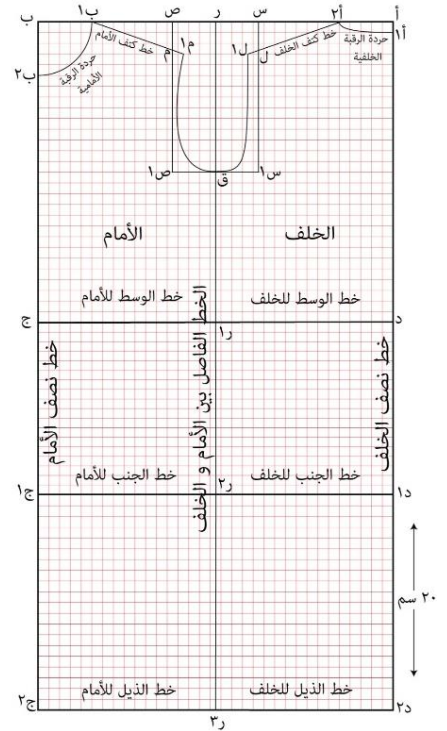 أ
س
ر
ص
ب
أ١
أ٢
ب١
ب٢
حردة الرقبة
الخلفية
خط كتف الخلف
ل
ل١
م١
م
خط كتف الأمام
حردة الرقبة
الأمامية
س١
ق
ص١
الخلف
الأمام
خط الوسط للخلف
خط الوسط للأمام
د
ر١
ج
خط نصف الخلف
الخط الفاصل بين الأمام و الخلف
خط نصف الأمام
خط الجنب للخلف
خط الجنب للأمام
د١
ر٢
ج١
٢٠ سم
خط الذيل للخلف
خط الذيل للأمام
د٢
ر٣
ج٢